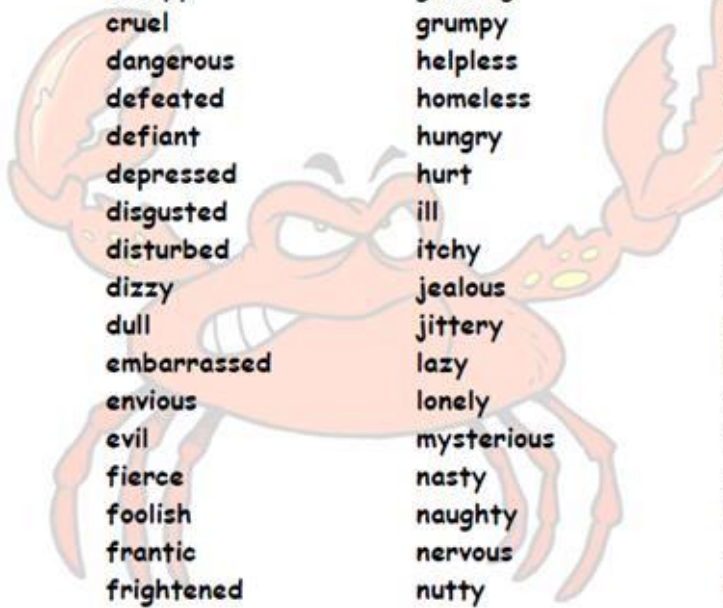 cruel
dangerous
defeated
defiant
depressed
disgusted
disturbed
dizzy
dull
embarrassed
envious
evil
fierce
foolish
frantic
frightened
grumpy
helpless
homeless
hungry
hurt
ill
itchy
jealous
jittery
lazy
lonely
mysterious
nasty
naughty
nervous
nutty